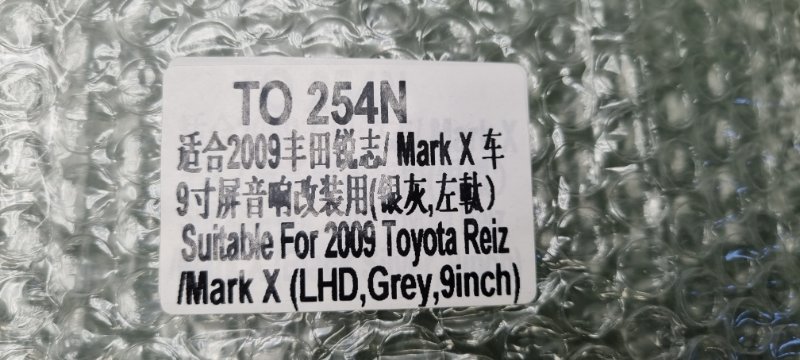 TO 254N
适合2009丰田锐志/ Mark X 车
9寸屏音响改装用(银灰,左軚)
Suitable For 2009 Toyota Reiz
/Mark X (LHD,Grey,9inch)